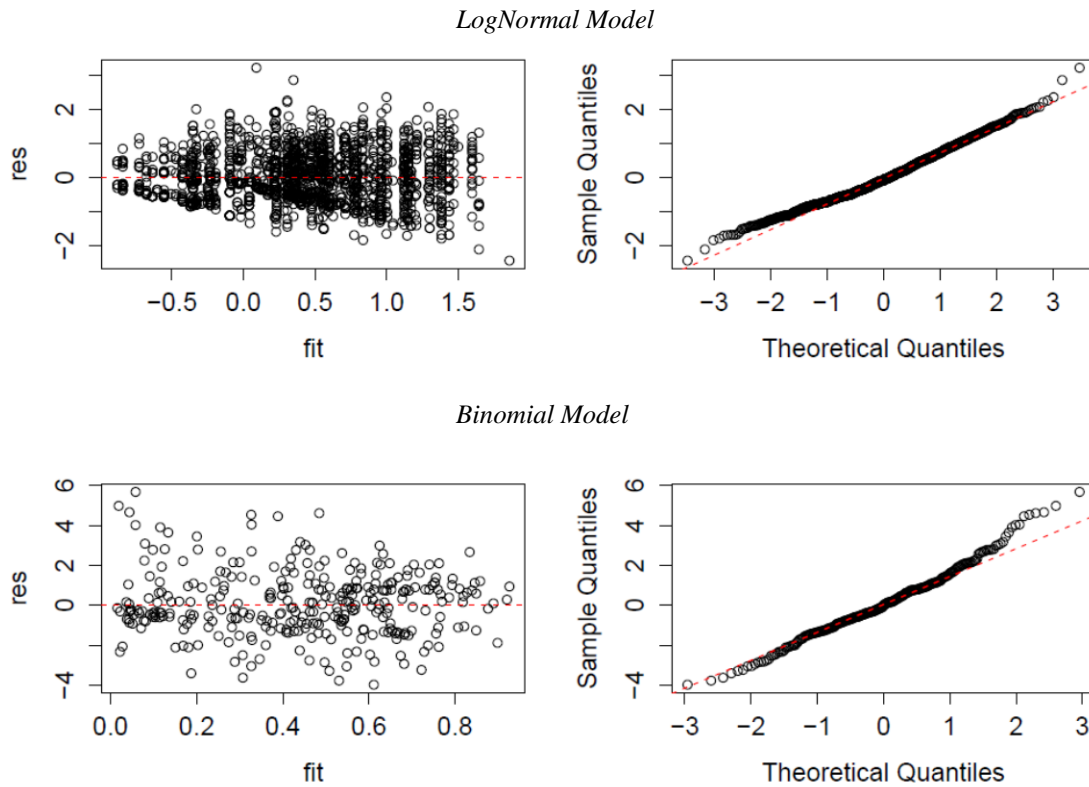 LogNormal Model
res
2
0
−2
−0.5 0.0 0.5 1.0 1.5
fit
Sample Quantiles
2
0
−2
−3 −2 −1 0 1 2 3
Theoretical Quantiles
Binomial Model
res
6
4
2
0
−4
0.0 0.2 0.4 0.6 0.8
fit
Sample Quantiles
6
4
2
0
−4
−3 −2 −1 0 1 2 3
Theoretical Quantiles